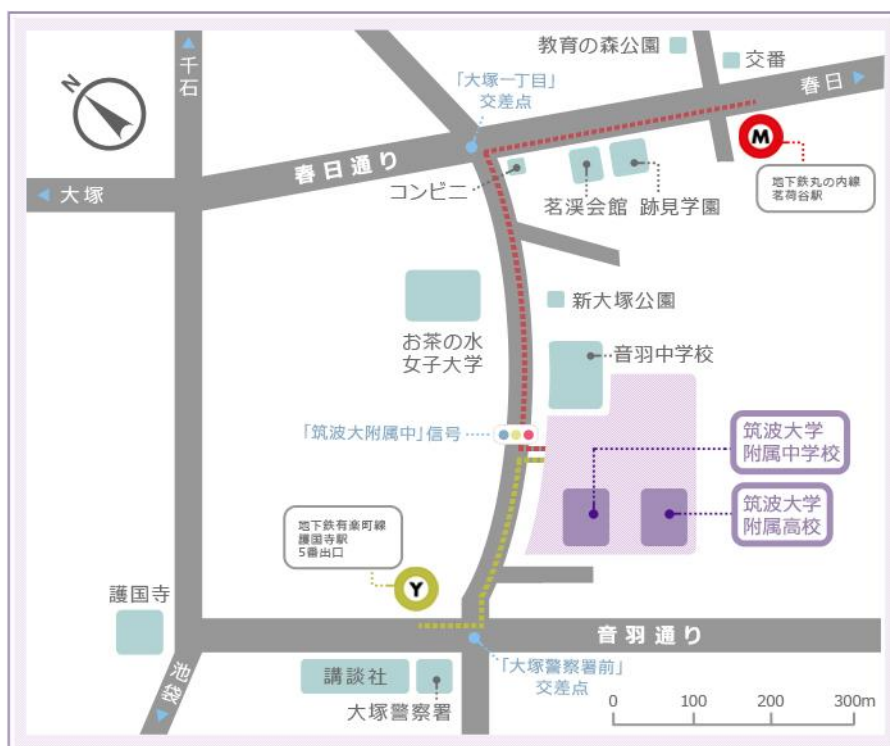 教育の森公園
交番
千石
N
「大塚一丁目」
交差点
春日
M
春日通り
大塚
コンビニ
茗渓会館
跡見学園
地下鉄丸の内線
茗荷谷駅
新大塚公園
お茶の水
女子大学
音羽中学校
「筑波大附属中」信号
筑波大学
附属中学校
筑波大学
附属高校
地下鉄有楽町線
護国寺駅
5番出口
Y
護国寺
音羽通り
池袋
講談社
「大塚警察署前」
交差点
大塚警察署
0 100 200 300m